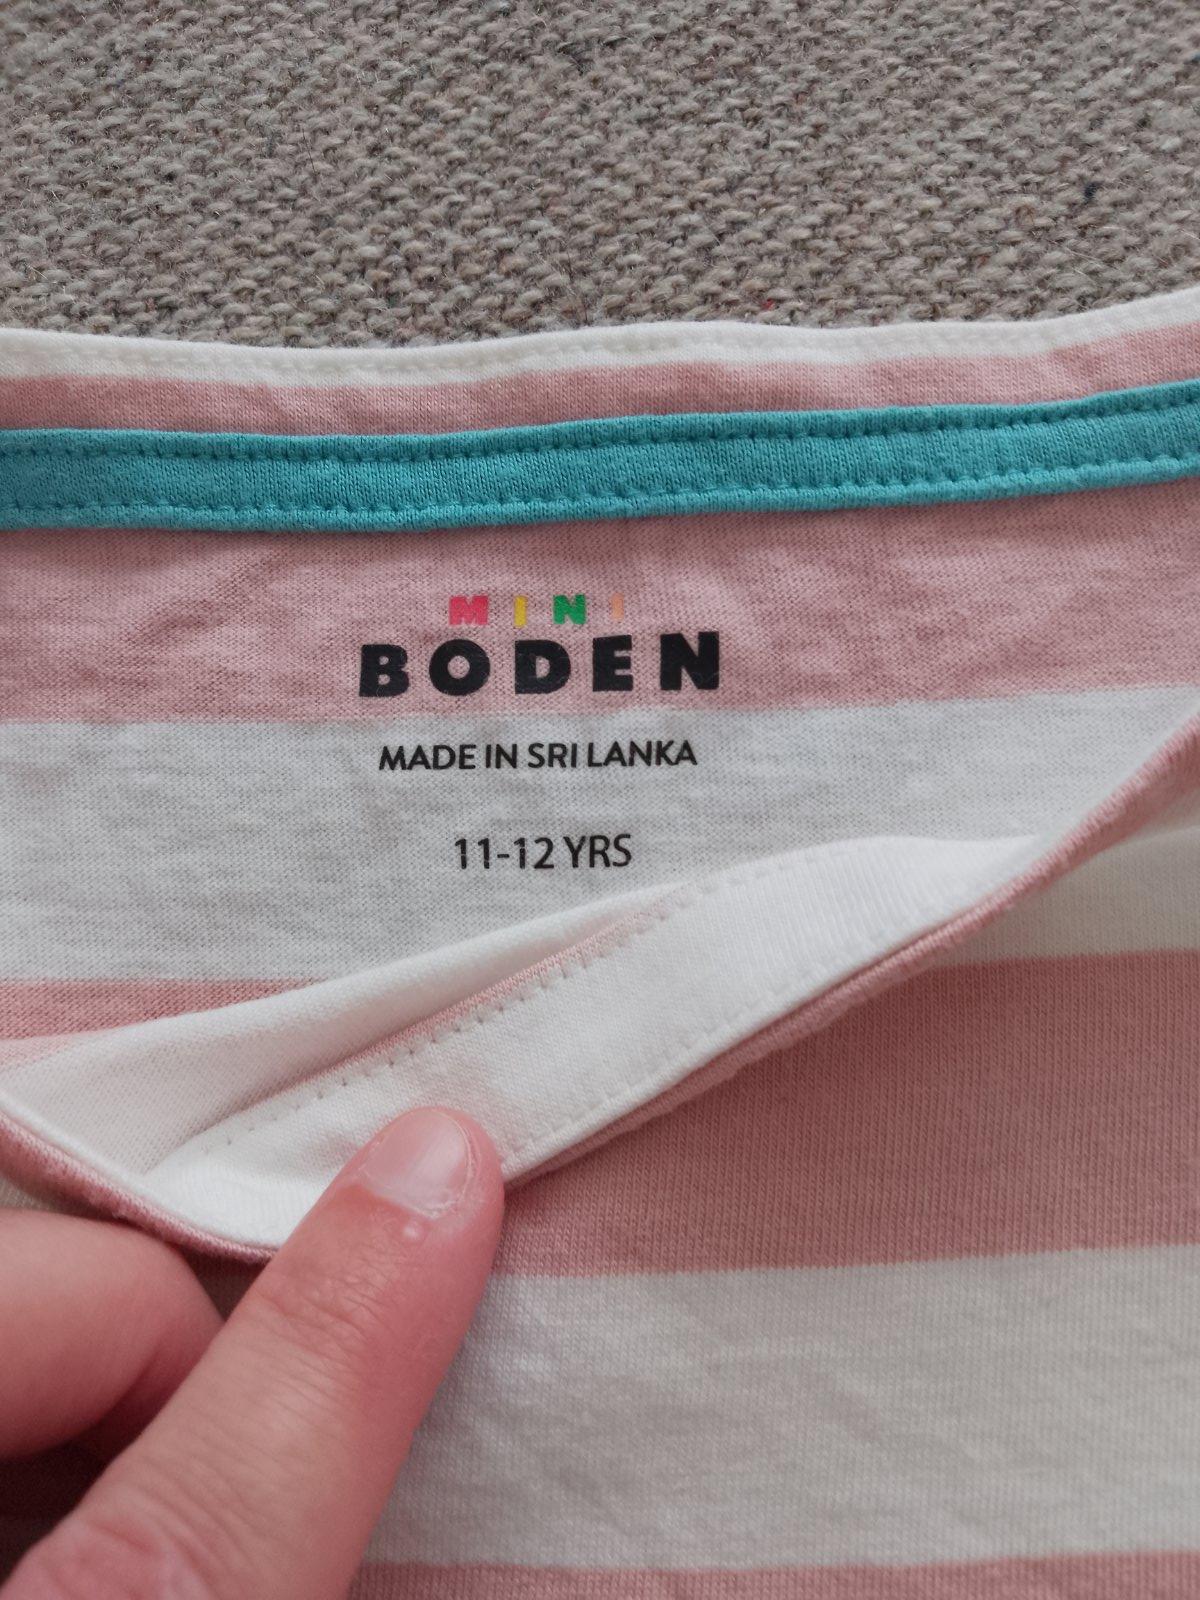 MINI
BODEN
MADE IN SRI LANKA
11-12 YRS